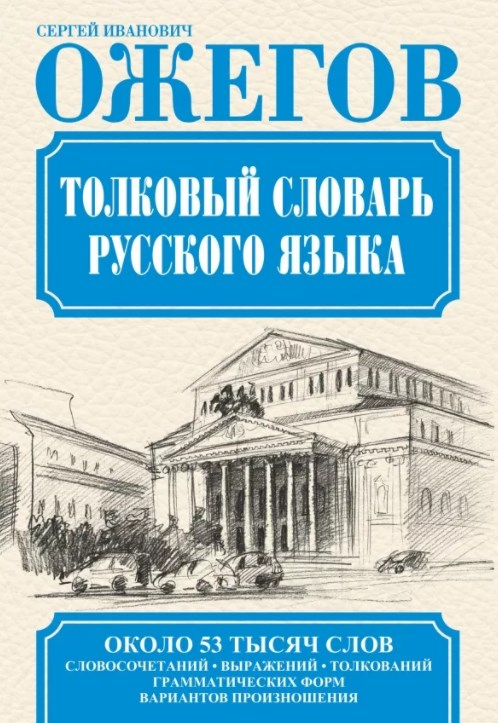 СЕРГЕЙ ИВАНОВИЧ
ОЖЕГОВ
ТОЛКОВЫЙ СЛОВАРЬ
РУССКОГО ЯЗЫКА
ОКОЛО 53 ТЫСЯЧ СЛОВ
СЛОВОСОЧЕТАНИЙ • ВЫРАЖЕНИЙ • ТОЛКОВАНИЙ
ГРАММАТИЧЕСКИХ ФОРМ
ВАРИАНТОВ ПРОИЗНОШЕНИЯ